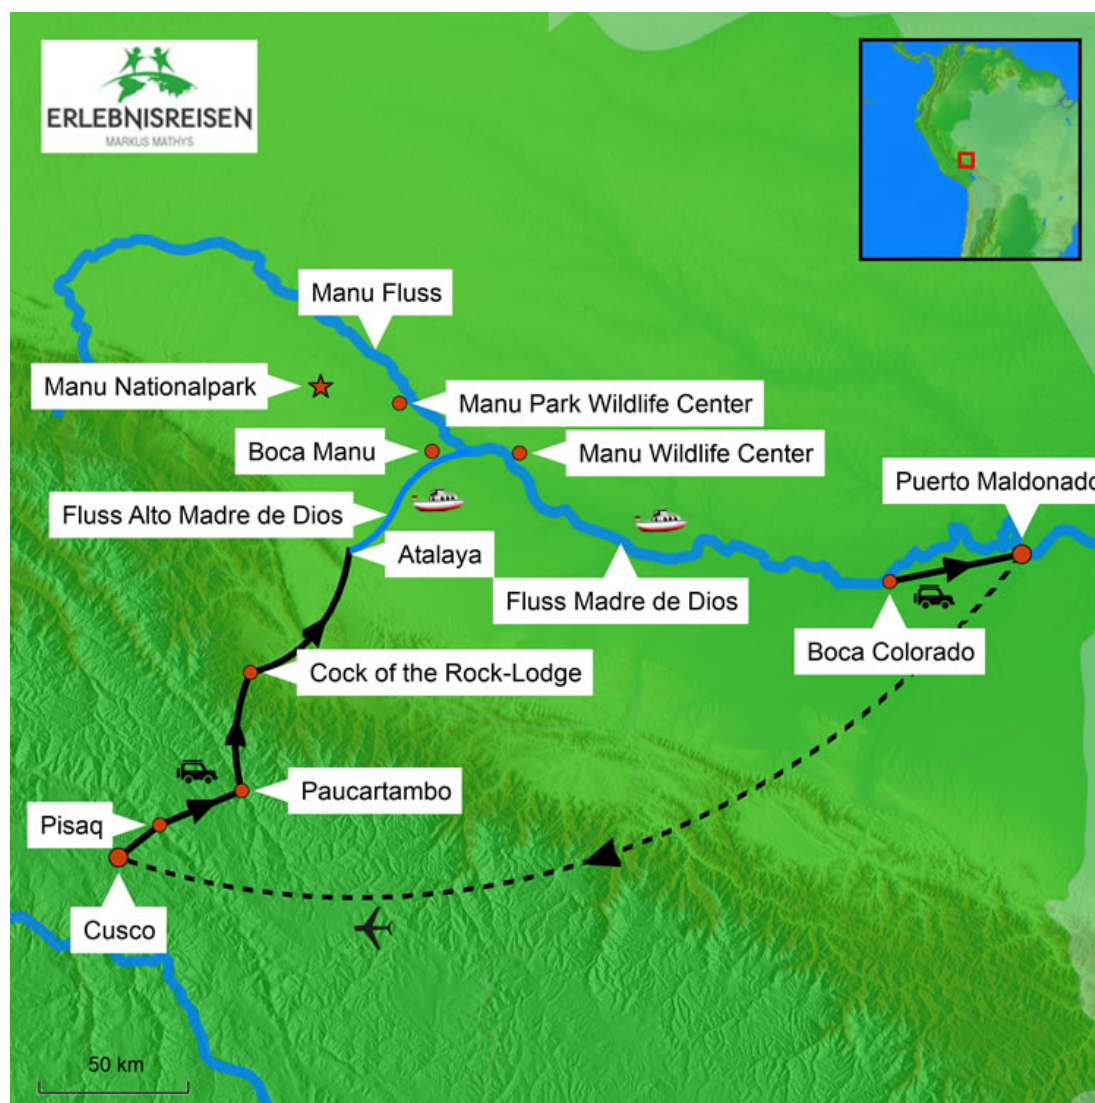 ERLEBNISREISEN
MARKUS MATHYS
Manu Fluss
Manu Nationalpark
Manu Park Wildlife Center
Boca Manu
Manu Wildlife Center
Puerto Maldonado
Fluss Alto Madre de Dios
Atalaya
Fluss Madre de Dios
Boca Colorado
Cock of the Rock-Lodge
Paucartambo
Pisaq
Cusco
50 km